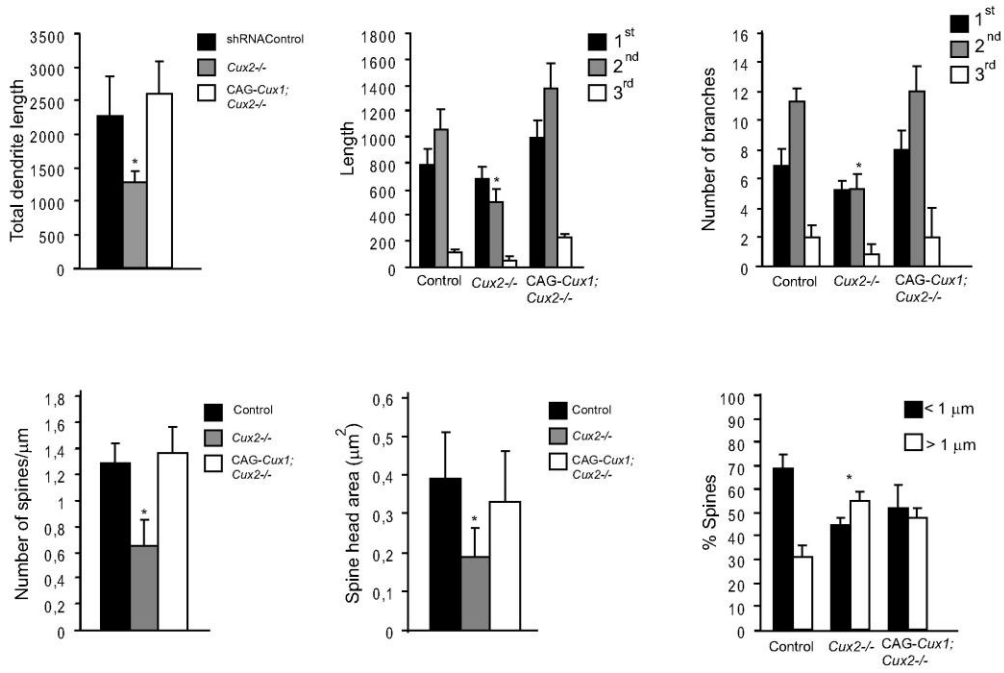 Total dendrite length
3500
3000
2500
2000
1500
1000
500
0
*
shRNAControl
Cux2-/-
CAG-Cux1;
Cux2-/-
Length
1800
1600
1400
1200
1000
800
600
400
200
0
*
1st
2nd
3rd
Control
Cux2-/-
CAG-Cux1;
Cux2-/-
Number of branches
16
14
12
10
8
6
4
2
0
*
1st
2nd
3rd
Control
Cux2-/-
CAG-Cux1;
Cux2-/-
Number of spines/µm
1,8
1,6
1,4
1,2
1
0,8
0,6
0,4
0,2
0
*
Control
Cux2-/-
CAG-Cux1;
Cux2-/-
Spine head area (µm2)
0,6
0,5
0,4
0,3
0,2
0,1
0
*
Control
Cux2-/-
CAG-Cux1;
Cux2-/-
% Spines
100
90
80
70
60
50
40
30
20
10
0
*
< 1 µm
> 1 µm
Control
Cux2-/-
CAG-Cux1;
Cux2-/-